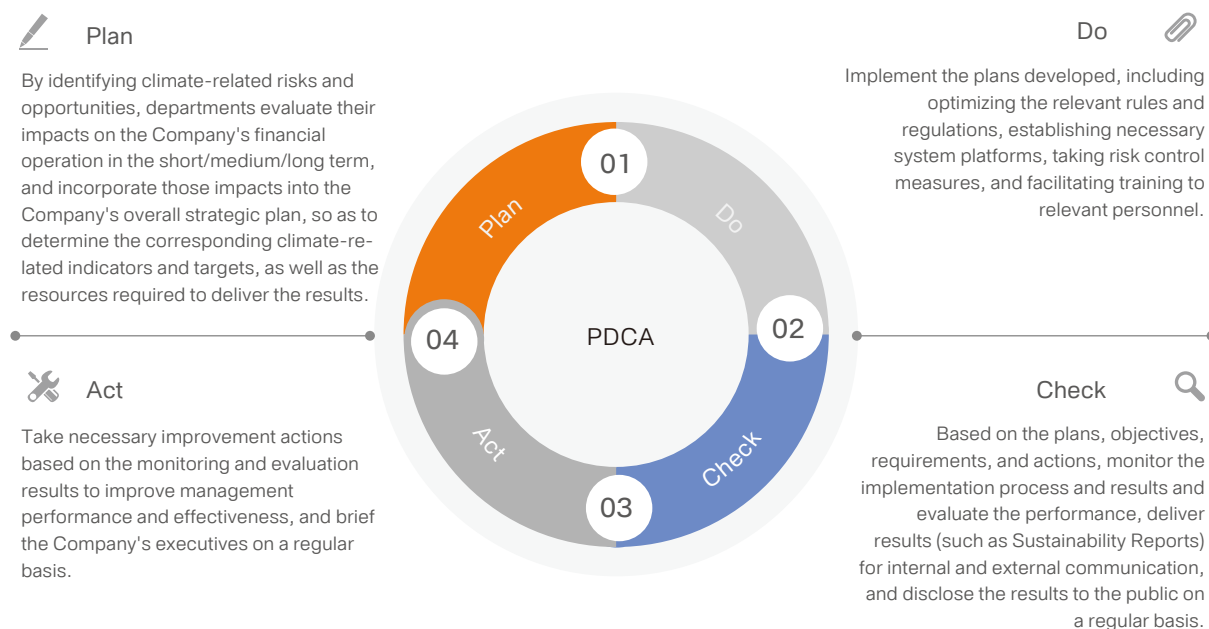 Plan
By identifying climate-related risks and
opportunities, departments evaluate their
impacts on the Company's financial
operation in the short/medium/long term,
and incorporate those impacts into the
Company's overall strategic plan, so as to
determine the corresponding climate-re-
lated indicators and targets, as well as the
resources required to deliver the results.
Do
Implement the plans developed, including
optimizing the relevant rules and
regulations, establishing necessary
system platforms, taking risk control
measures, and facilitating training to
relevant personnel.
01
Plan
Do
04
PDCA
02
Act
Check
03
Act
Take necessary improvement actions
based on the monitoring and evaluation
results to improve management
performance and effectiveness, and brief
the Company's executives on a regular
basis.
Check
Based on the plans, objectives,
requirements, and actions, monitor the
implementation process and results and
evaluate the performance, deliver
results (such as Sustainability Reports)
for internal and external communication,
and disclose the results to the public on
a regular basis.